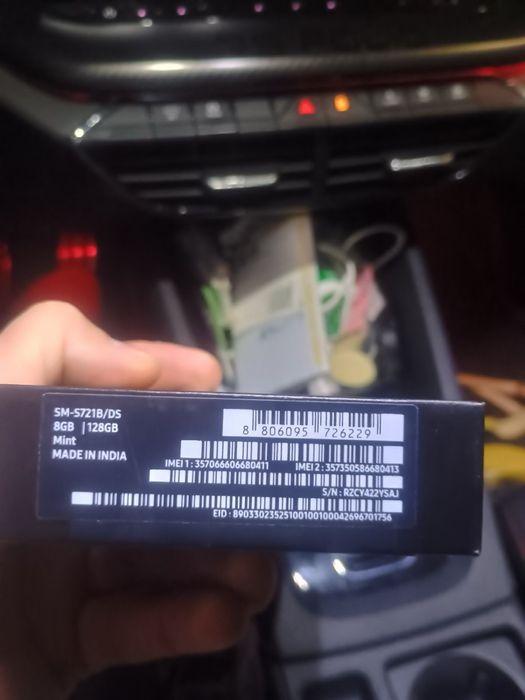 SM-S721B/DS
8GB | 128GB
Mint
MADE IN INDIA
8 806095 726229
IMEI 1 : 357066606680411 IMEI 2 : 357350586680413
S/N : RZCY422YSAJ
EID : 89033023525100100100042696701756